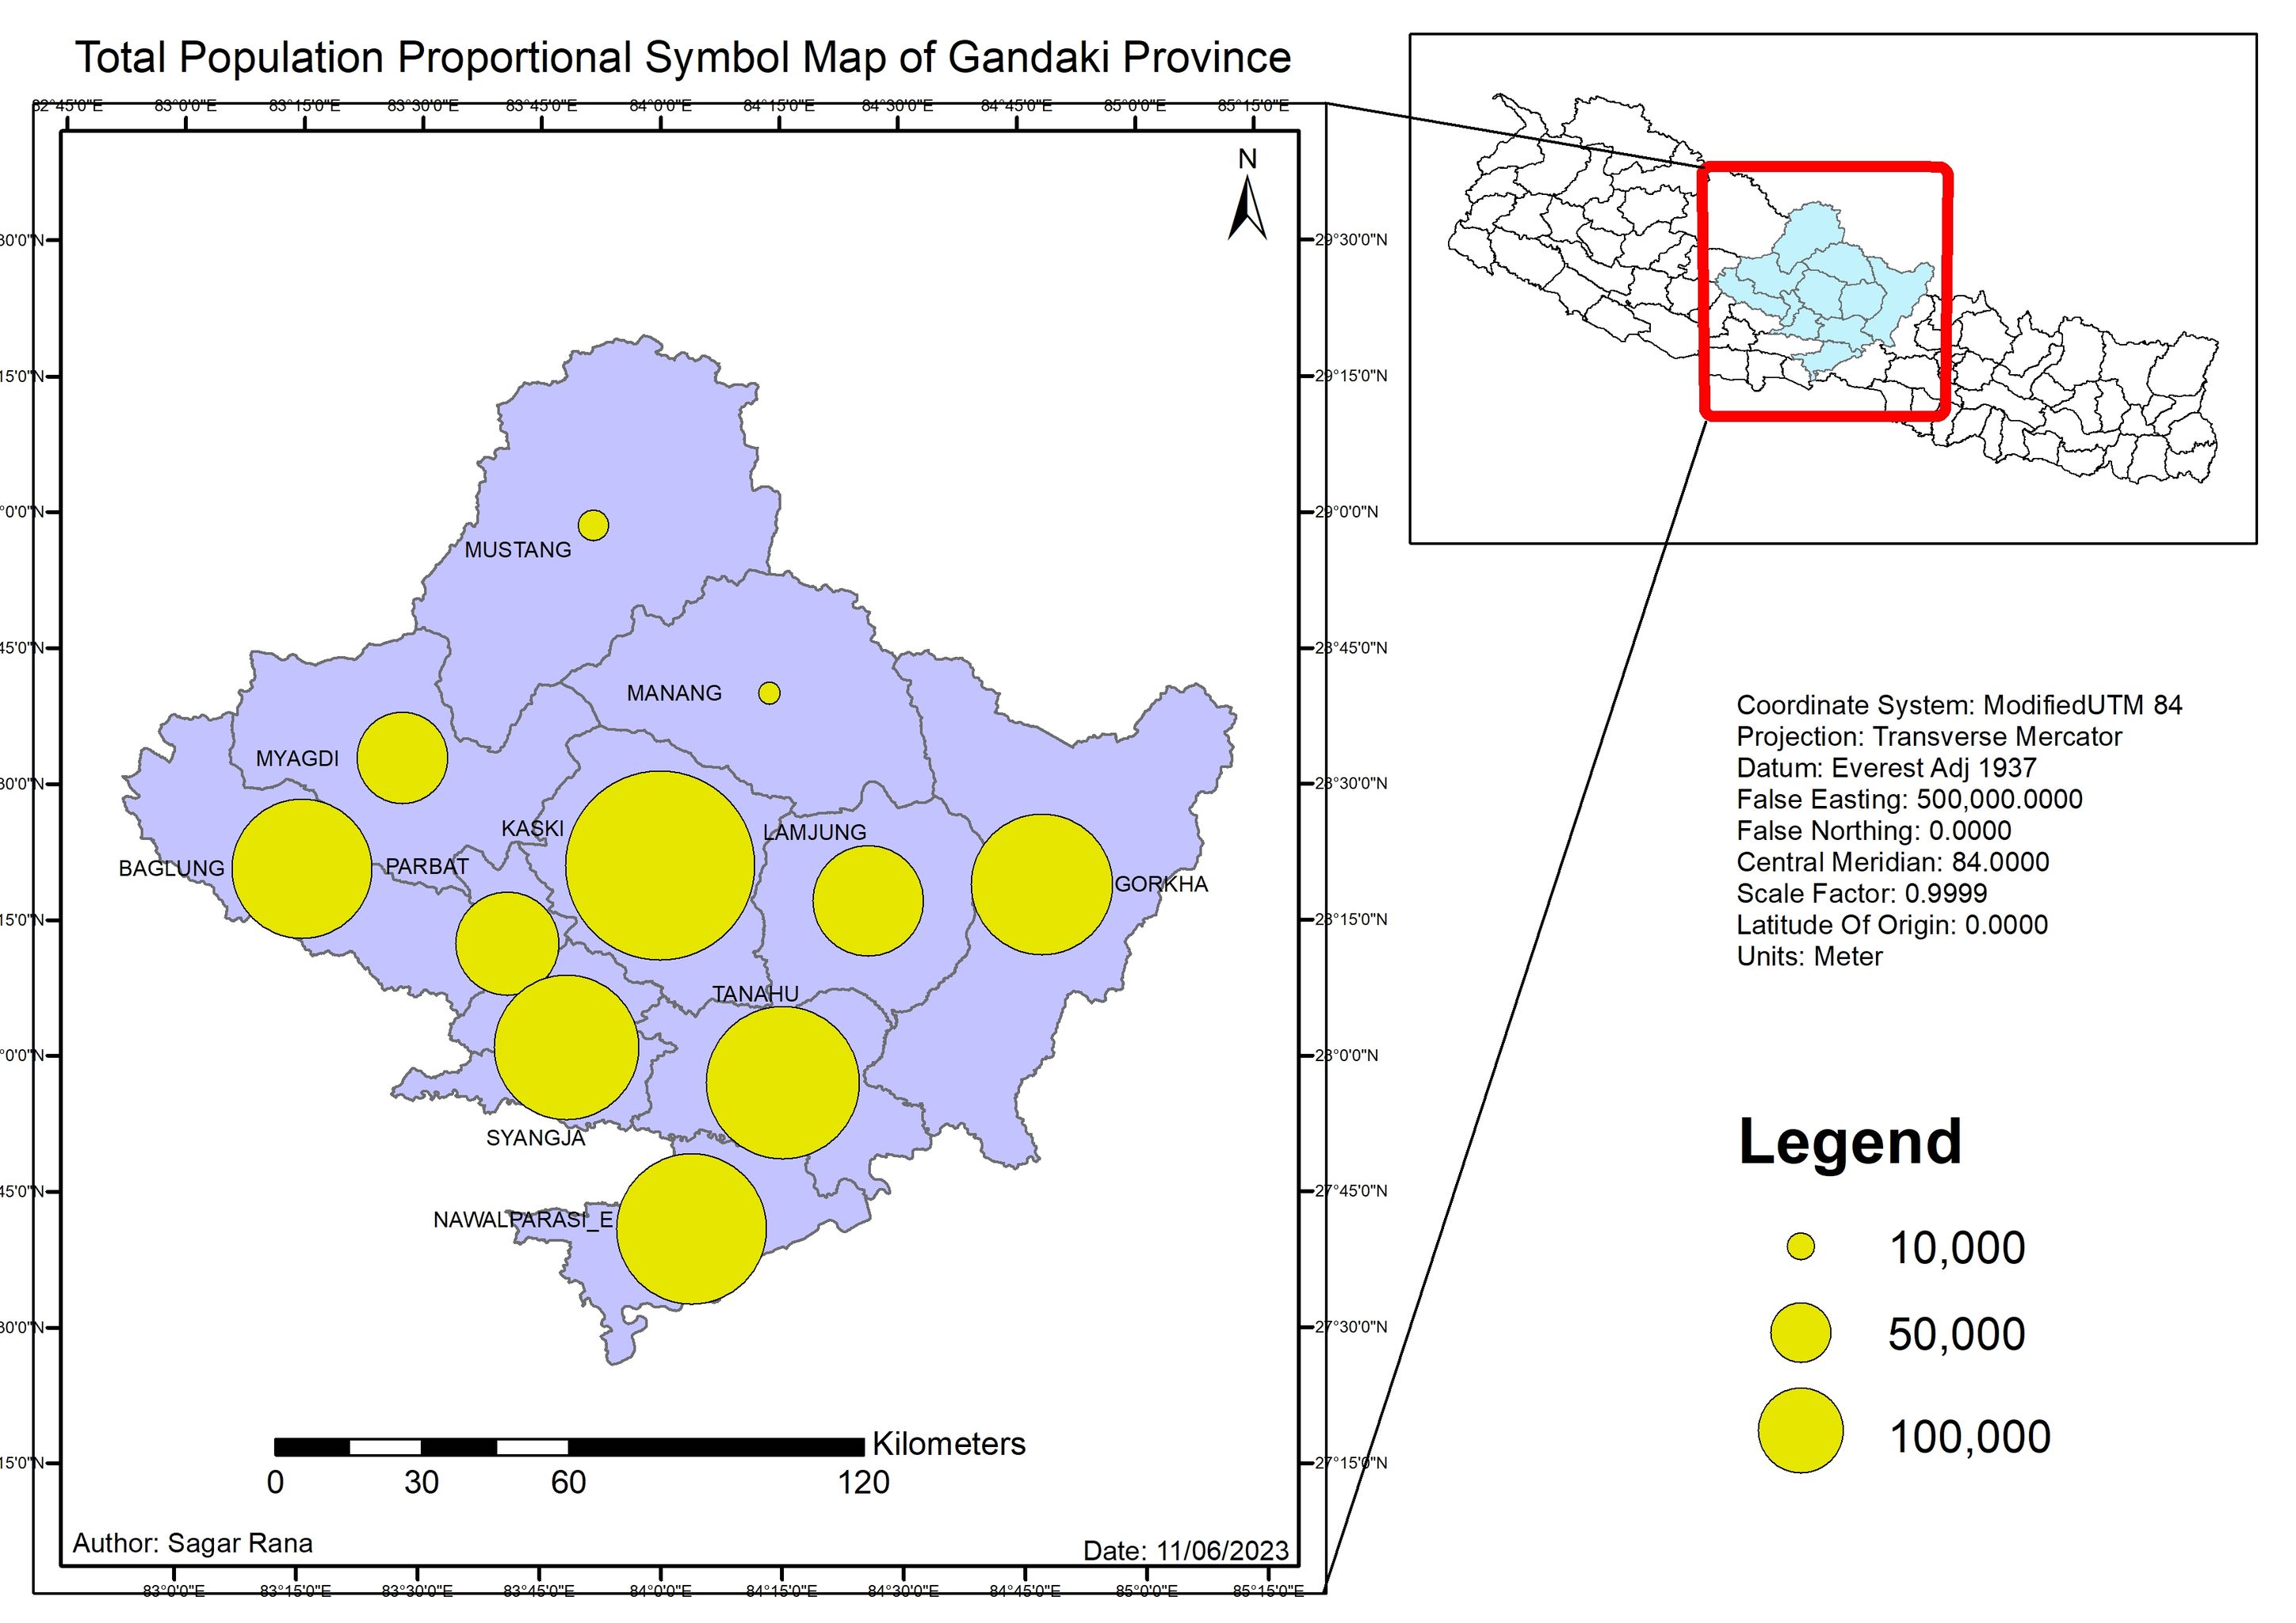 Total Population Proportional Symbol Map of Gandaki Province
82°45'0"E 83°0'0"E 83°15'0"E 83°30'0"E 83°45'0"E 84°0'0"E 84°15'0"E 84°30'0"E 84°45'0"E 85°0'0"E 85°15'0"E
N
30'0"N 29°30'0"N
15'0"N 29°15'0"N
°0'0"N 29°0'0"N
MUSTANG
45'0"N 28°45'0"N
MANANG
MYAGDI
30'0"N 28°30'0"N
KASKI
LAMJUNG
BAGLUNG
PARBAT
GORKHA
15'0"N 28°15'0"N
TANAHU
°0'0"N 28°0'0"N
SYANGJA
45'0"N 27°45'0"N
NAWALPARASI_E
30'0"N 27°30'0"N
15'0"N 27°15'0"N
Kilometers
0 30 60 120
Author: Sagar Rana
Date: 11/06/2023
83°0'0"E 83°15'0"E 83°30'0"E 83°45'0"E 84°0'0"E 84°15'0"E 84°30'0"E 84°45'0"E 85°0'0"E 85°15'0"E
Coordinate System: ModifiedUTM 84
Projection: Transverse Mercator
Datum: Everest Adj 1937
False Easting: 500,000.0000
False Northing: 0.0000
Central Meridian: 84.0000
Scale Factor: 0.9999
Latitude Of Origin: 0.0000
Units: Meter
Legend
10,000
50,000
100,000